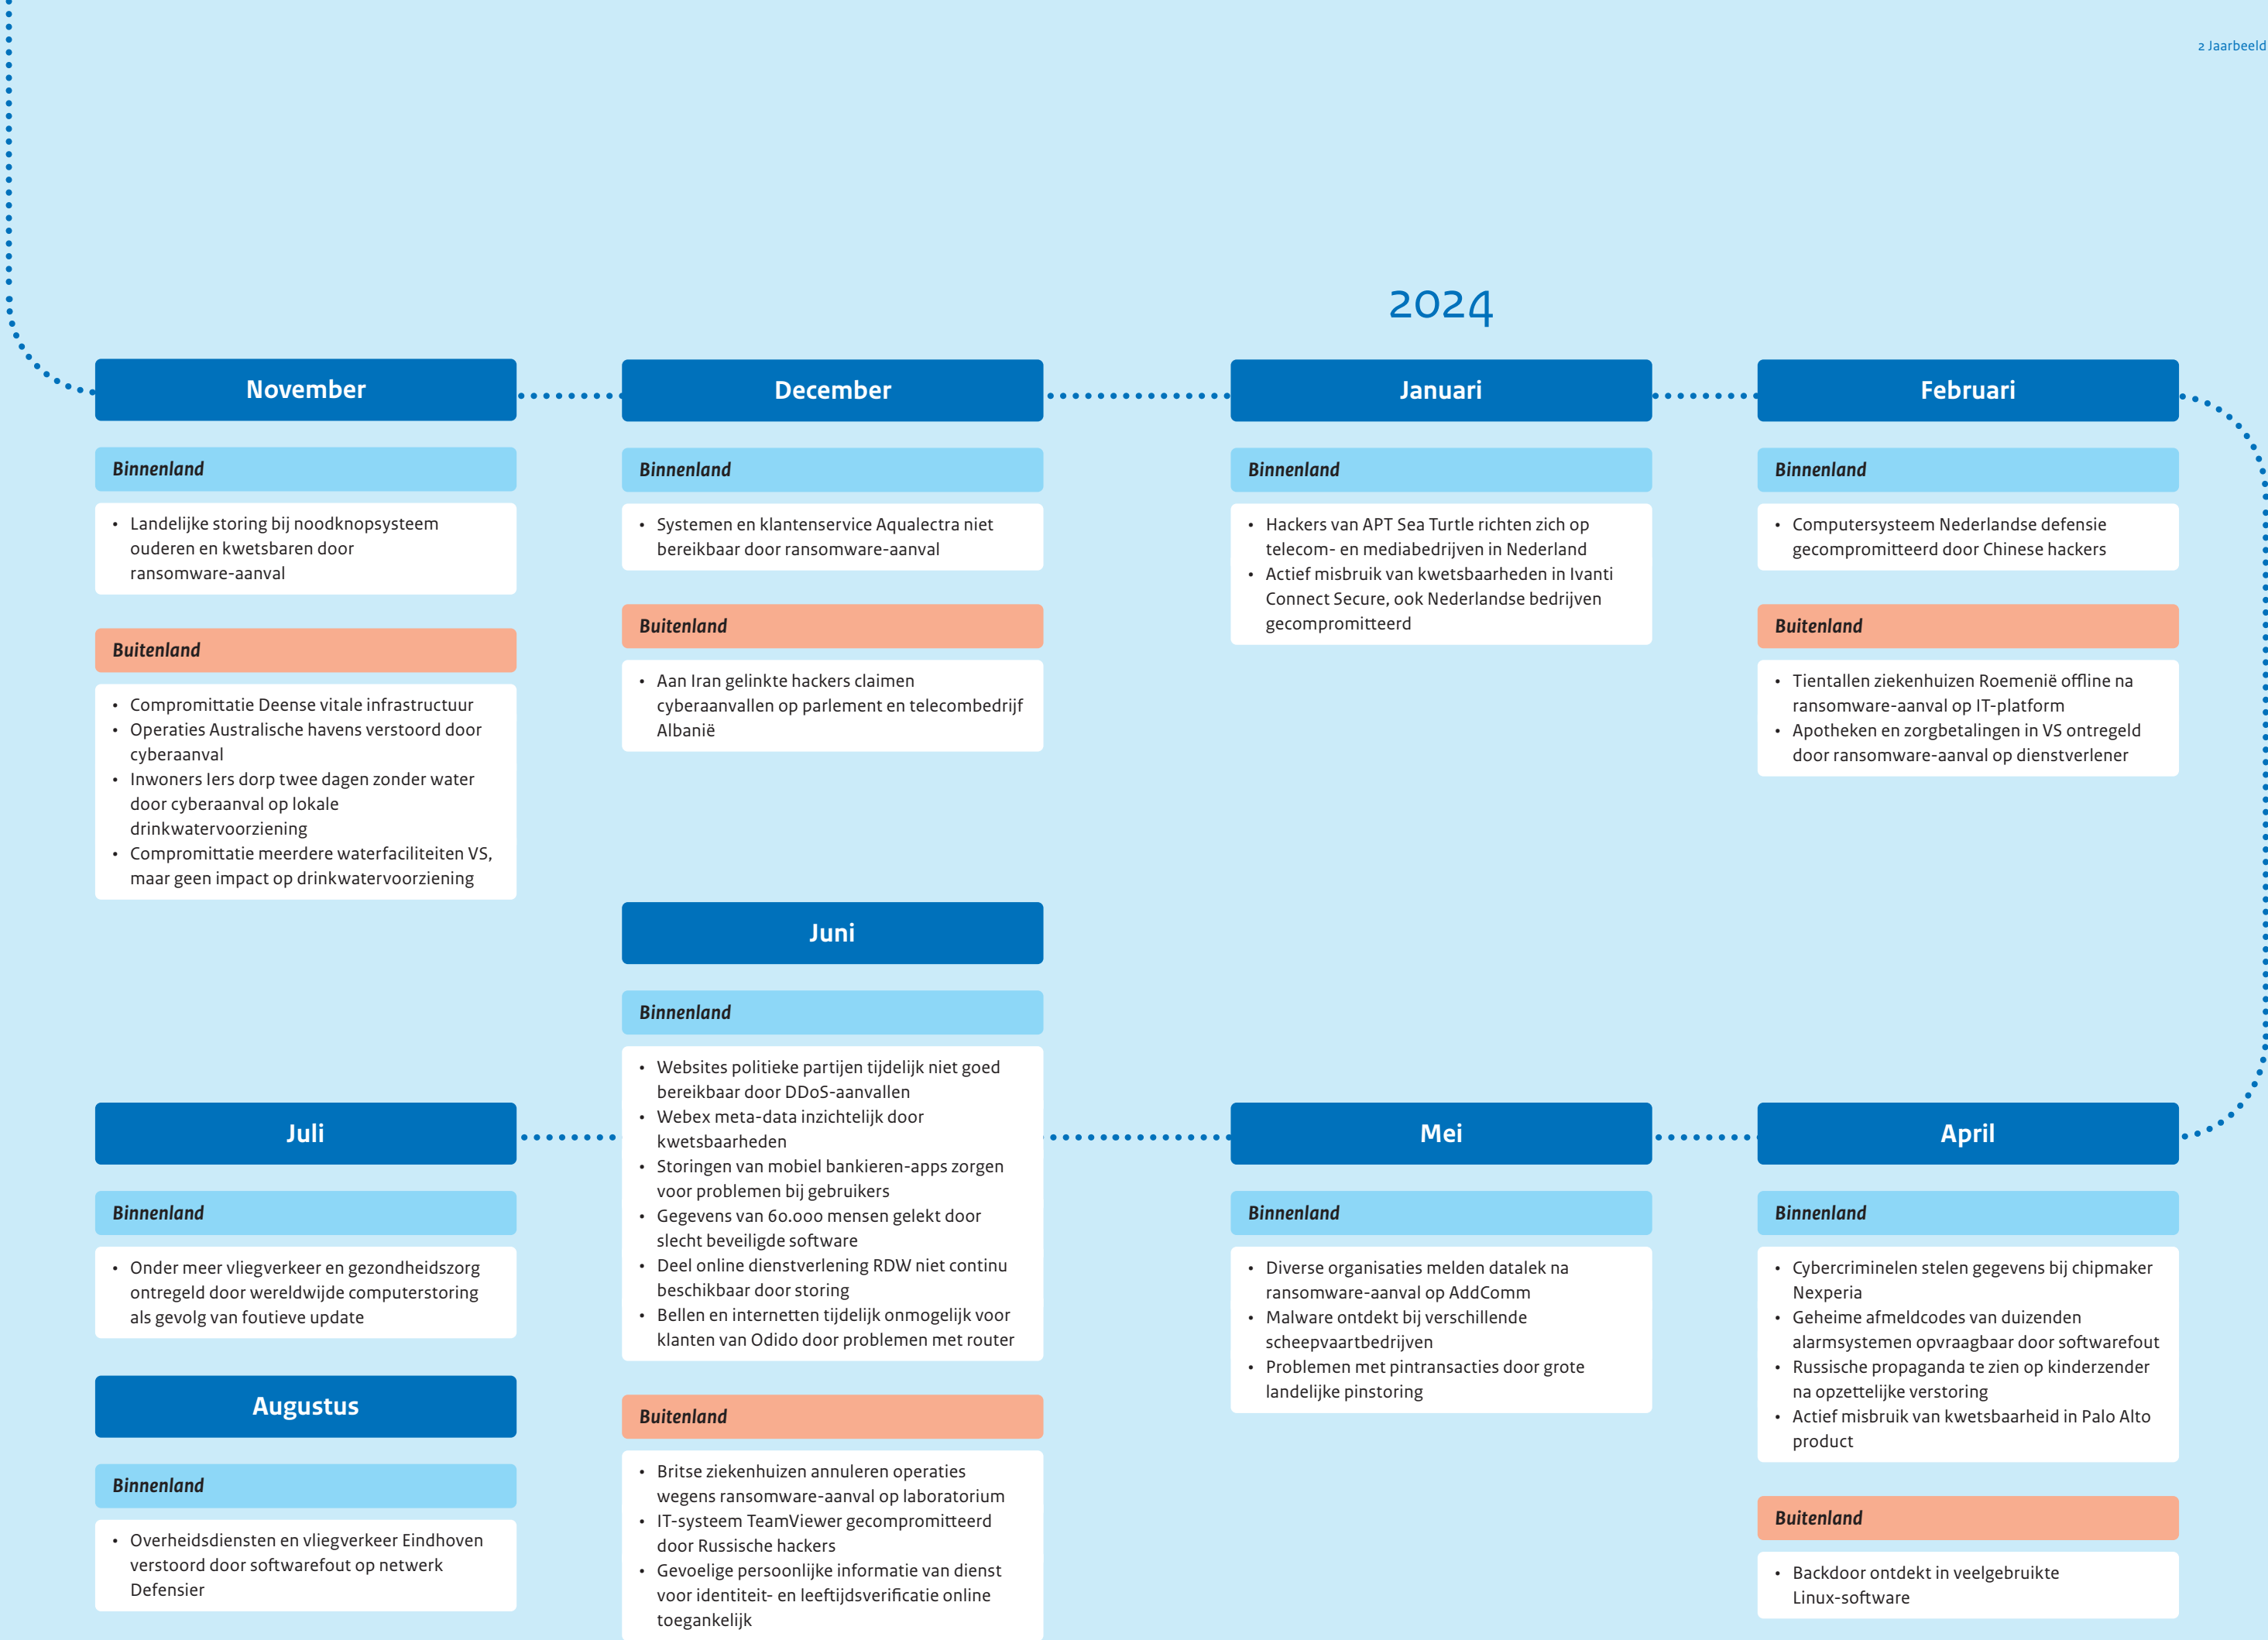 2 Jaarbeeld
2024
November
Binnenland
• Landelijke storing bij noodknopsysteem
ouderen en kwetsbaren door
ransomware-aanval
Buitenland
• Compromittatie Deense vitale infrastructuur
• Operaties Australische havens verstoord door
cyberaanval
• Inwoners Iers dorp twee dagen zonder water
door cyberaanval op lokale
drinkwatervoorziening
• Compromittatie meerdere waterfaciliteiten VS,
maar geen impact op drinkwatervoorziening
December
Binnenland
• Systemen en klantenservice Aqualectra niet
bereikbaar door ransomware-aanval
Buitenland
• Aan Iran gelinkte hackers claimen
cyberaanvallen op parlement en telecombedrijf
Albanië
Januari
Binnenland
• Hackers van APT Sea Turtle richten zich op
telecom- en mediabedrijven in Nederland
• Actief misbruik van kwetsbaarheden in Ivanti
Connect Secure, ook Nederlandse bedrijven
gecompromitteerd
Februari
Binnenland
• Computersysteem Nederlandse defensie
gecompromitteerd door Chinese hackers
Buitenland
• Tientallen ziekenhuizen Roemenië offline na
ransomware-aanval op IT-platform
• Apotheken en zorgbetalingen in VS ontregeld
door ransomware-aanval op dienstverlener
April
Binnenland
• Cybercriminelen stelen gegevens bij chipmaker
Nexperia
• Geheime afmeldcodes van duizenden
alarmsystemen opvraagbaar door softwarefout
• Russische propaganda te zien op kinderzender
na opzettelijke verstoring
• Actief misbruik van kwetsbaarheid in Palo Alto
product
Buitenland
• Backdoor ontdekt in veelgebruikte
Linux-software
Mei
Binnenland
• Diverse organisaties melden datalek na
ransomware-aanval op AddComm
• Malware ontdekt bij verschillende
scheepvaartbedrijven
• Problemen met pintransacties door grote
landelijke pinstoring
Juni
Binnenland
• Websites politieke partijen tijdelijk niet goed
bereikbaar door DDoS-aanvallen
• Webex meta-data inzichtelijk door
kwetsbaarheden
• Storingen van mobiel bankieren-apps zorgen
voor problemen bij gebruikers
• Gegevens van 60.000 mensen gelekt door
slecht beveiligde software
• Deel online dienstverlening RDW niet continu
beschikbaar door storing
• Bellen en internetten tijdelijk onmogelijk voor
klanten van Odido door problemen met router
Buitenland
• Britse ziekenhuizen annuleren operaties
wegens ransomware-aanval op laboratorium
• IT-systeem TeamViewer gecompromitteerd
door Russische hackers
• Gevoelige persoonlijke informatie van dienst
voor identiteit- en leeftijdsverificatie online
toegankelijk
Juli
Binnenland
• Onder meer vliegverkeer en gezondheidszorg
ontregeld door wereldwijde computerstoring
als gevolg van foutieve update
Augustus
Binnenland
• Overheidsdiensten en vliegverkeer Eindhoven
verstoord door softwarefout op netwerk
Defensier